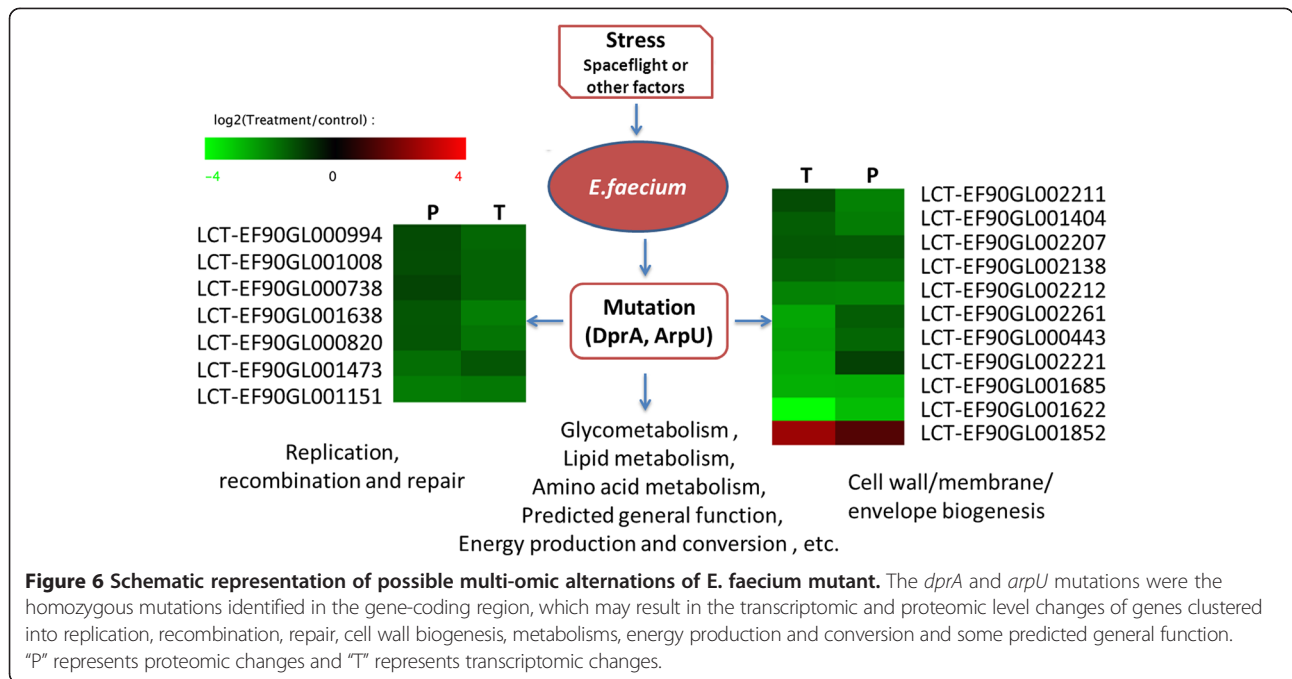 Stress
Spaceflight or
other factors
log2(Treatment/control) :
-4
0
4
E.faecium
P T
LCT-EF90GL000994
LCT-EF90GL001008
LCT-EF90GL000738
LCT-EF90GL001638
LCT-EF90GL000820
LCT-EF90GL001473
LCT-EF90GL001151
Replication,
recombination and repair
Mutation
(DprA, ArpU)
Glycometabolism ,
Lipid metabolism,
Amino acid metabolism,
Predicted general function,
Energy production and conversion , etc.
T P
LCT-EF90GL002211
LCT-EF90GL001404
LCT-EF90GL002207
LCT-EF90GL002138
LCT-EF90GL002212
LCT-EF90GL002261
LCT-EF90GL000443
LCT-EF90GL002221
LCT-EF90GL001685
LCT-EF90GL001622
LCT-EF90GL001852
Cell wall/membrane/
envelope biogenesis
Figure 6 Schematic representation of possible multi-omic alternations of E. faecium mutant. The dprA and arpU mutations were the
homozygous mutations identified in the gene-coding region, which may result in the transcriptomic and proteomic level changes of genes clustered
into replication, recombination, repair, cell wall biogenesis, metabolisms, energy production and conversion and some predicted general function.
“P” represents proteomic changes and “T” represents transcriptomic changes.